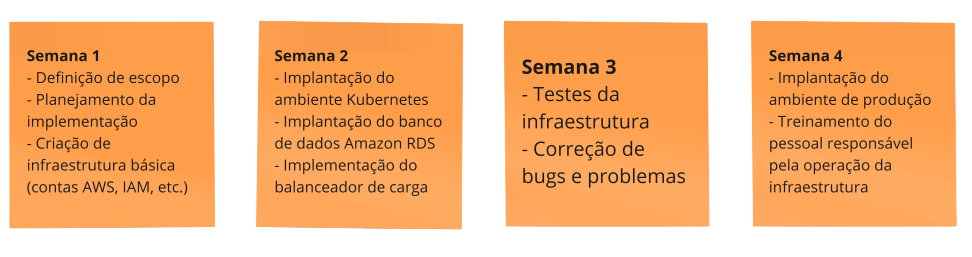 Semana 1
- Definição de escopo
- Planejamento da
implementação
- Criação de
infraestrutura básica
(contas AWS, IAM, etc.)
Semana 2
- Implantação do
ambiente Kubernetes
- Implantação do banco
de dados Amazon RDS
- Implementação do
balanceador de carga
Semana 3
- Testes da
infraestrutura
- Correção de
bugs e problemas
Semana 4
- Implantação do
ambiente de produção
- Treinamento do
pessoal responsável
pela operação da
infraestrutura